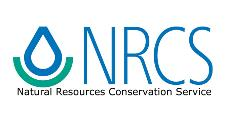 NRCS
Natural Resources Conservation Service